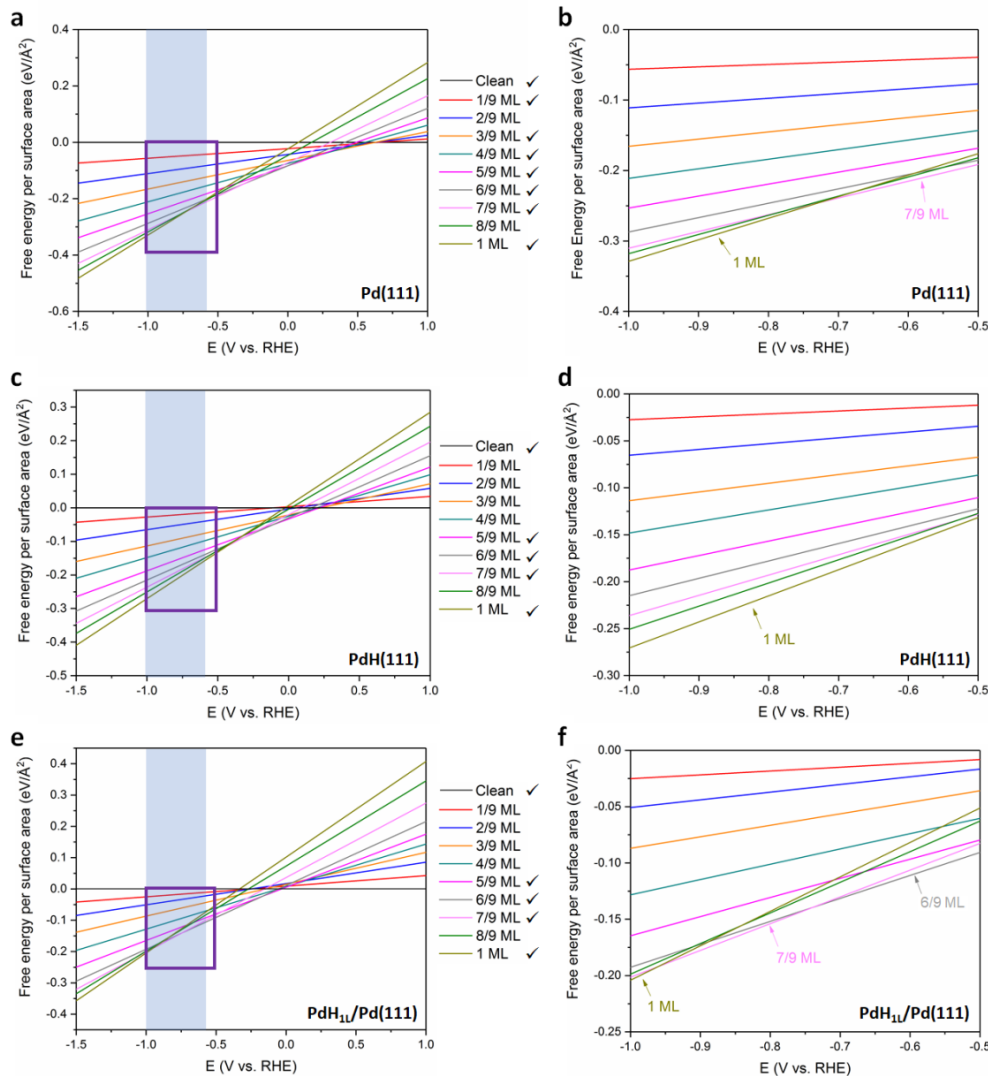 a
Free energy per surface area (eV/Å²)
0.4
0.2
0.0
-0.2
-0.4
-0.6
-1.5 -1.0 -0.5 0.0 0.5 1.0
E (V vs. RHE)
Pd(111)
Clean ✓
1/9 ML ✓
2/9 ML
3/9 ML ✓
4/9 ML ✓
5/9 ML ✓
6/9 ML ✓
7/9 ML ✓
8/9 ML
1 ML ✓
b
Free Energy per surface area (eV/Å²)
0.0
-0.1
-0.2
-0.3
-0.4
7/9 ML
1 ML
Pd(111)
-1.0 -0.9 -0.8 -0.7 -0.6 -0.5
E (V vs. RHE)
c
Free energy per surface area (eV/Å²)
0.3
0.2
0.1
0.0
-0.1
-0.2
-0.3
-0.4
-0.5
-1.5 -1.0 -0.5 0.0 0.5 1.0
E (V vs. RHE)
PdH(111)
Clean ✓
1/9 ML
2/9 ML
3/9 ML
4/9 ML
5/9 ML ✓
6/9 ML ✓
7/9 ML ✓
8/9 ML
1 ML ✓
d
Free energy per surface area (eV/Å²)
0.00
-0.05
-0.10
-0.15
-0.20
-0.25
-0.30
1 ML
PdH(111)
-1.0 -0.9 -0.8 -0.7 -0.6 -0.5
E (V vs. RHE)
e
Free energy per surface area (eV/Å²)
0.4
0.3
0.2
0.1
0.0
-0.1
-0.2
-0.3
-0.4
-1.5 -1.0 -0.5 0.0 0.5 1.0
E (V vs. RHE)
PdH1L/Pd(111)
Clean ✓
1/9 ML
2/9 ML
3/9 ML
4/9 ML
5/9 ML ✓
6/9 ML ✓
7/9 ML ✓
8/9 ML
1 ML ✓
f
Free energy per surface area (eV/Å²)
0.00
-0.05
-0.10
-0.15
-0.20
-0.25
6/9 ML
7/9 ML
1 ML
PdH1L/Pd(111)
-1.0 -0.9 -0.8 -0.7 -0.6 -0.5
E (V vs. RHE)